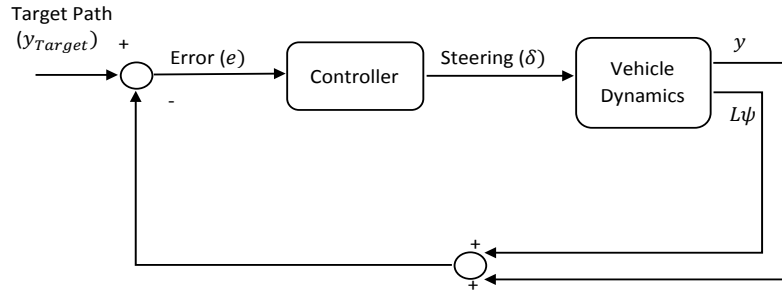 Target Path
(y_Target)
+
Error (e)
-
Controller
Steering (δ)
Vehicle
Dynamics
y
Lψ
+
+